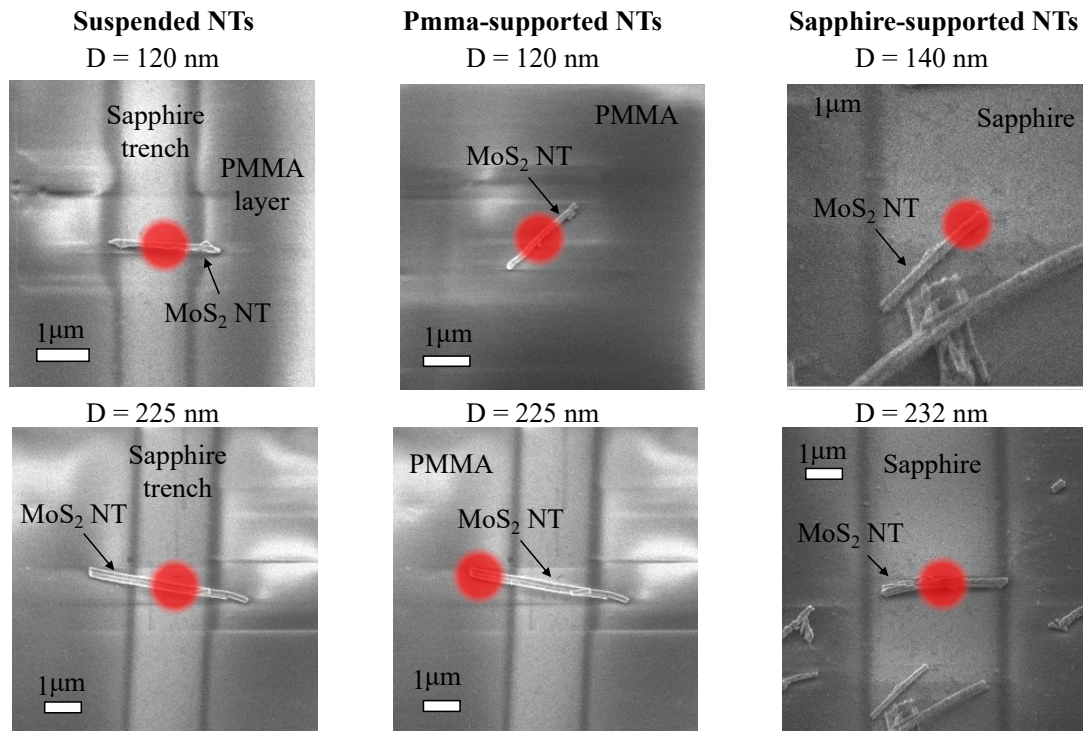 Suspended NTs
D = 120 nm
Pmma-supported NTs
D = 120 nm
Sapphire-supported NTs
D = 140 nm
Sapphire
trench
PMMA
layer
MoS₂ NT
1μm
PMMA
MoS₂ NT
1μm
1μm
Sapphire
MoS₂ NT
D = 225 nm
D = 225 nm
D = 232 nm
Sapphire
trench
MoS₂ NT
1μm
PMMA
MoS₂ NT
1μm
1μm
Sapphire
MoS₂ NT